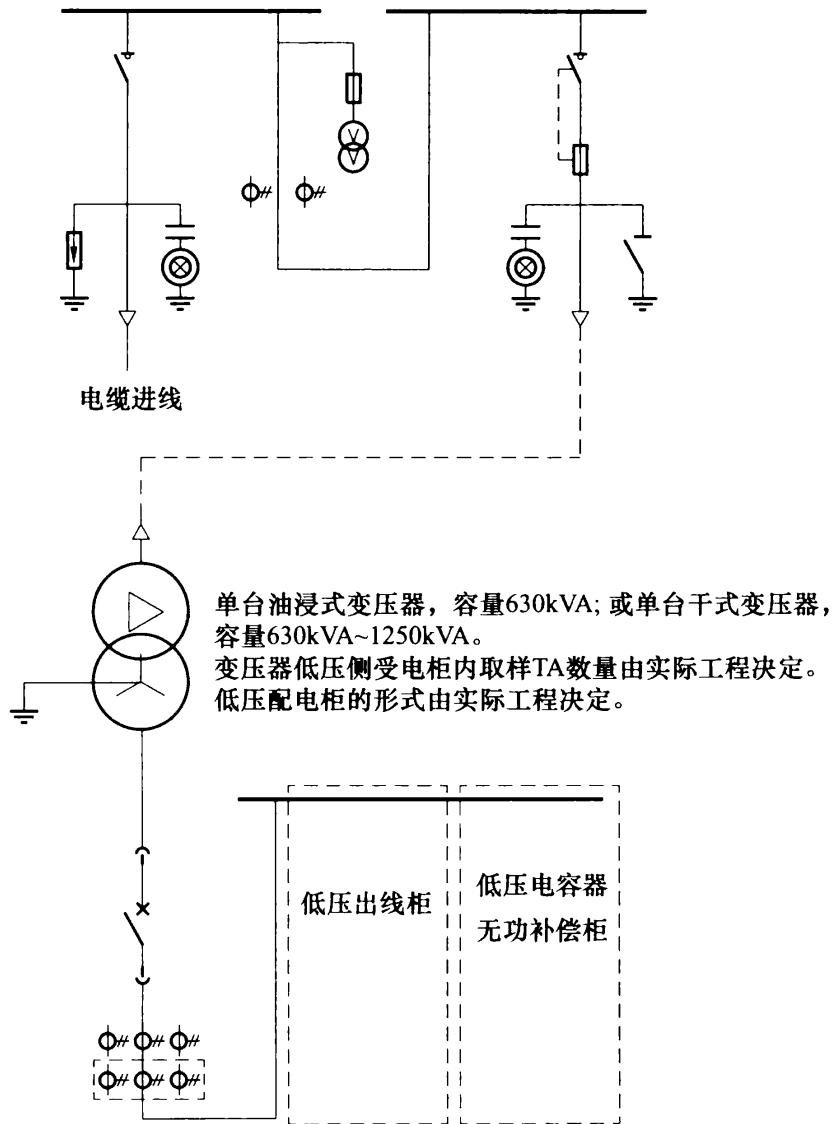 电缆进线
单台油浸式变压器，容量630kVA；或单台干式变压器，
容量630kVA~1250kVA。
变压器低压侧受电柜内取样TA数量由实际工程决定。
低压配电柜的形式由实际工程决定。
低压出线柜
低压电容器
无功补偿柜